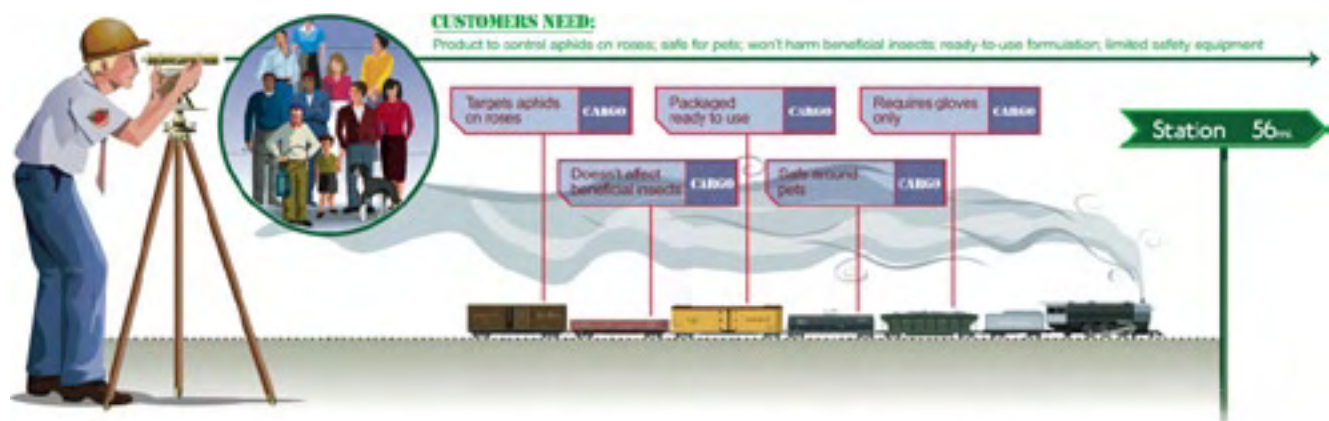 CUSTOMERS NEED:
Product to control aphids on roses; safe for pets; won't harm beneficial insects; ready-to-use formulation; limited safety equipment
Targets aphids
on roses
CARGO
Packaged
ready to use
CARGO
Requires gloves
only
CARGO
Station 56mi.
Doesn't affect
beneficial insects
CARGO
Safe around
pets
CARGO